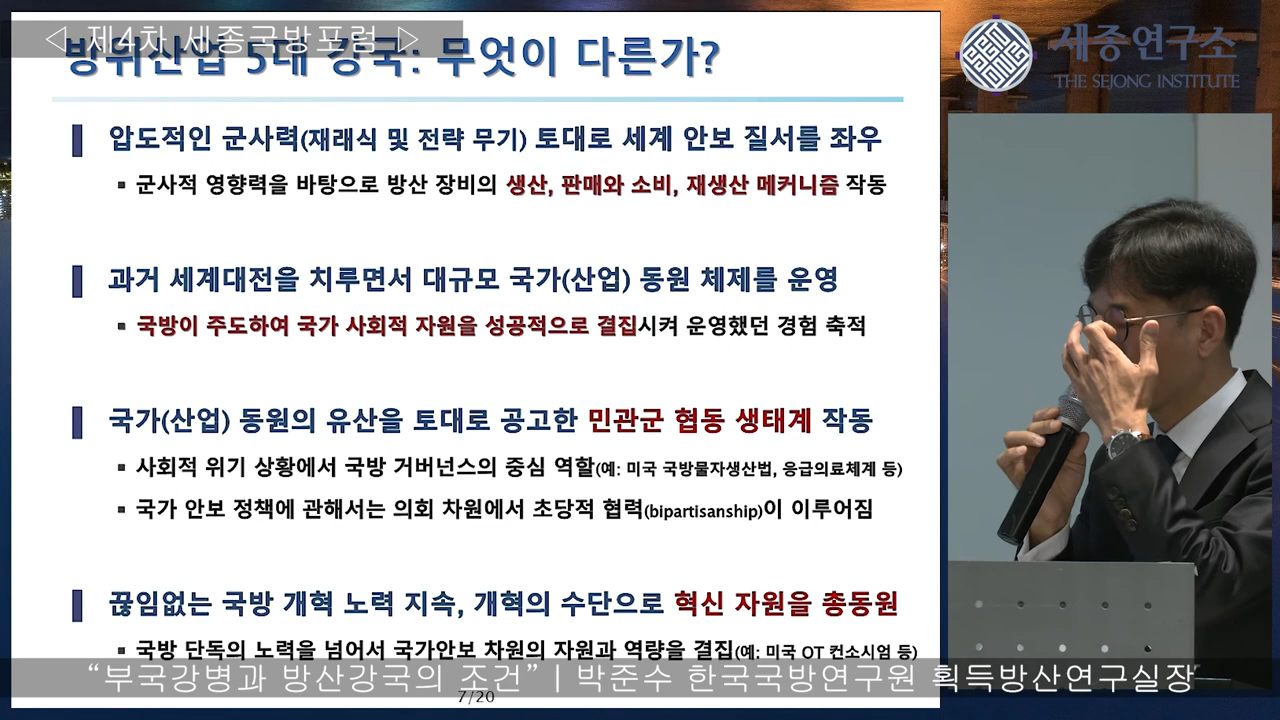 ◁ 제4차 세종국방포럼 ▷
방위산업 5대 강국: 무엇이 다른가?
세종연구소
THE SEJONG INSTITUTE
압도적인 군사력(재래식 및 전략 무기) 토대로 세계 안보 질서를 좌우
▪ 군사적 영향력을 바탕으로 방산 장비의 생산, 판매와 소비, 재생산 메커니즘 작동
과거 세계대전을 치루면서 대규모 국가(산업) 동원 체제를 운영
▪ 국방이 주도하여 국가 사회적 자원을 성공적으로 결집시켜 운영했던 경험 축적
국가(산업) 동원의 유산을 토대로 공고한 민관군 협동 생태계 작동
▪ 사회적 위기 상황에서 국방 거버넌스의 중심 역할(예: 미국 국방물자생산법, 응급의료체계 등)
▪ 국가 안보 정책에 관해서는 의회 차원에서 초당적 협력(bipartisanship)이 이루어짐
끊임없는 국방 개혁 노력 지속, 개혁의 수단으로 혁신 자원을 총동원
▪ 국방 단독의 노력을 넘어서 국가안보 차원의 자원과 역량을 결집(예: 미국 OT 컨소시엄 등)
“부국강병과 방산강국의 조건” | 박준수 한국국방연구원 획득방산연구실장
7/20